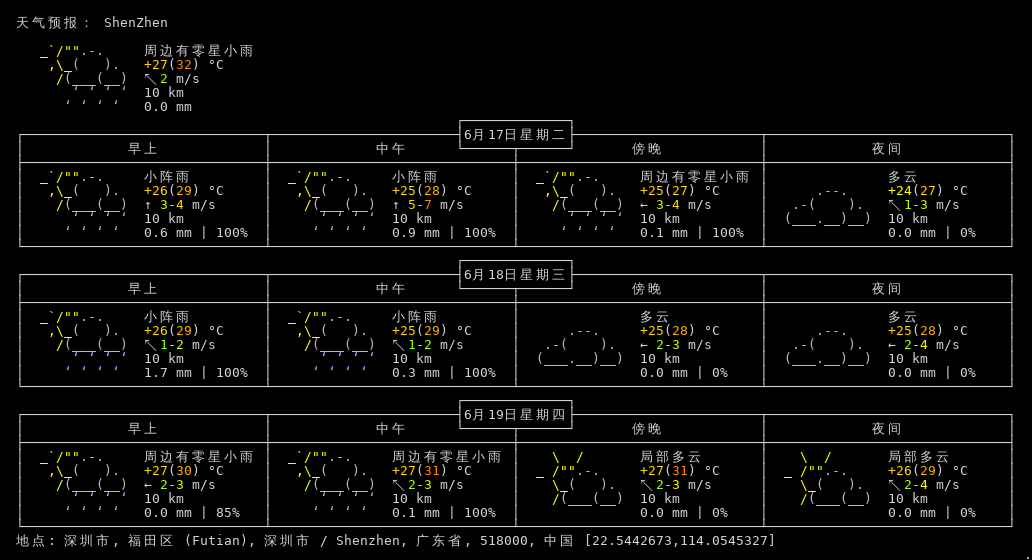 天气预报： ShenZhen
周边有零星小雨
+27(32) °C
↖ 2 m/s
10 km
0.0 mm
6月17日星期二
早上 中午 傍晚 夜间
小阵雨 小阵雨 周边有零星小雨 多云
+26(29) °C +25(28) °C +25(27) °C +24(27) °C
↑ 3-4 m/s ↑ 5-7 m/s ← 3-4 m/s ↖ 1-3 m/s
10 km 10 km 10 km 10 km
0.6 mm | 100% 0.9 mm | 100% 0.1 mm | 100% 0.0 mm | 0%
6月18日星期三
早上 中午 傍晚 夜间
小阵雨 小阵雨 多云 多云
+26(29) °C +25(29) °C +25(28) °C +25(28) °C
↖ 1-2 m/s ↖ 1-2 m/s ← 2-3 m/s ← 2-4 m/s
10 km 10 km 10 km 10 km
1.7 mm | 100% 0.3 mm | 100% 0.0 mm | 0% 0.0 mm | 0%
6月19日星期四
早上 中午 傍晚 夜间
周边有零星小雨 周边有零星小雨 局部多云 局部多云
+27(30) °C +27(31) °C +27(31) °C +26(29) °C
← 2-3 m/s ↖ 2-3 m/s ↖ 2-3 m/s ↖ 2-4 m/s
10 km 10 km 10 km 10 km
0.0 mm | 85% 0.1 mm | 100% 0.0 mm | 0% 0.0 mm | 0%
地点: 深圳市, 福田区 (Futian), 深圳市 / Shenzhen, 广东省, 518000, 中国 [22.5442673,114.0545327]